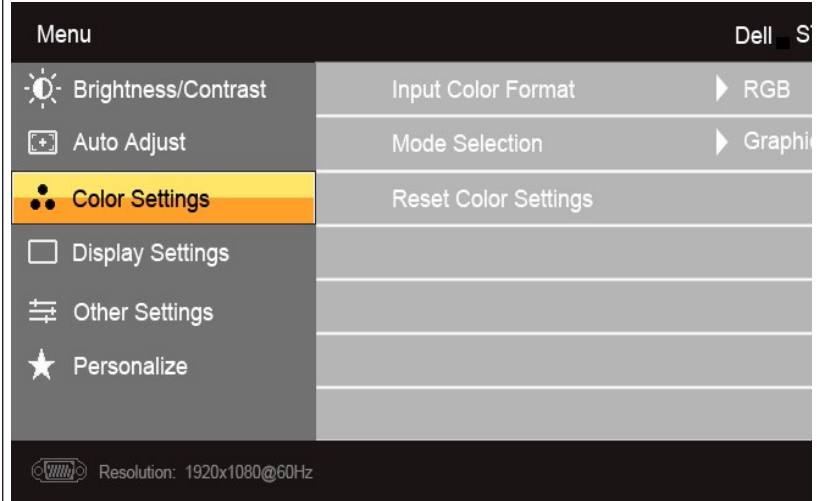 Menu
Dell S
Brightness/Contrast
Input Color Format
RGB
Auto Adjust
Mode Selection
Graphi
Color Settings
Reset Color Settings
Display Settings
Other Settings
Personalize
Resolution: 1920x1080@60Hz